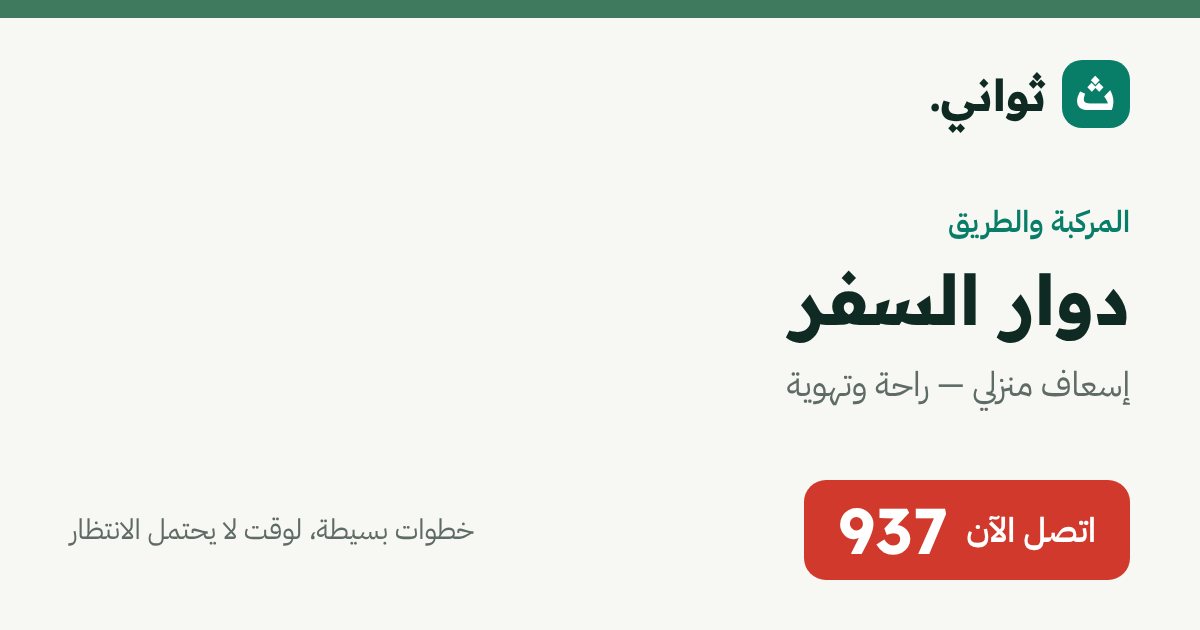 ث
ثواني.
المركبة والطريق
دوار السفر
إسعاف منزلي — راحة وتهوية
اتصل الآن 937
خطوات بسيطة، لوقت لا يحتمل الانتظار